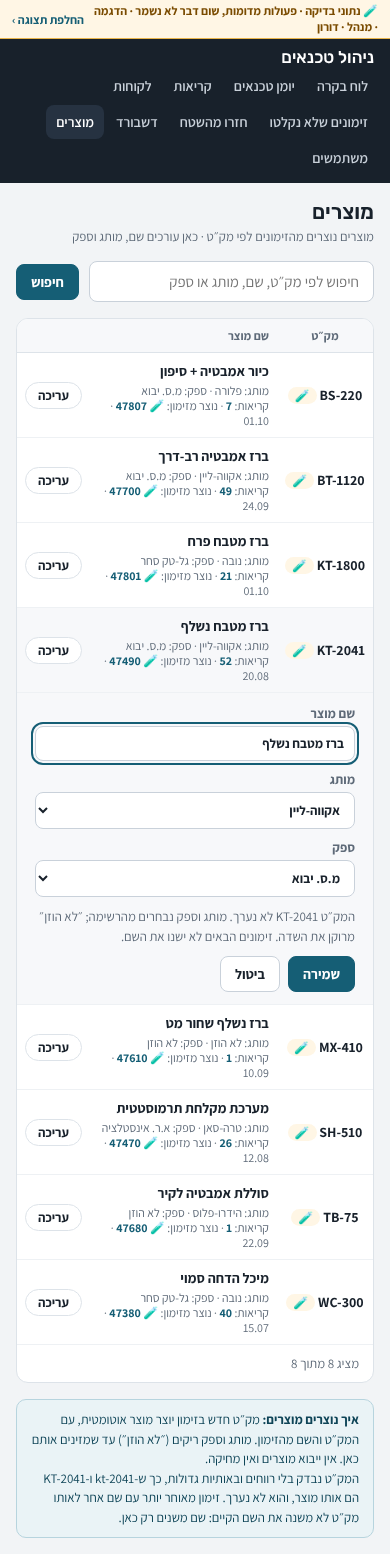 🧪 נתוני בדיקה · פעולות מדומות, שום דבר לא נשמר · הדגמה
· מנהל · דורון
החלפת תצוגה ›
ניהול טכנאים
לוח בקרה יומן טכנאים קריאות לקוחות
זימונים שלא נקלטו חזרו מהשטח דשבורד מוצרים
משתמשים
מוצרים
מוצרים נוצרים מהזימונים לפי מק״ט · כאן עורכים שם, מותג וספק
חיפוש לפי מק״ט, שם, מותג או ספק
חיפוש
מק״ט שם מוצר
BS-220 🧪
כיור אמבטיה + סיפון
מותג: פלורה · ספק: מ.ס. יבוא
קריאות: 7 · נוצר מזימון: 🧪 47807 ·
01.10
עריכה
BT-1120 🧪
ברז אמבטיה רב-דרך
מותג: אקווה-ליין · ספק: מ.ס. יבוא
קריאות: 49 · נוצר מזימון: 🧪 47700 ·
24.09
עריכה
KT-1800 🧪
ברז מטבח פרח
מותג: נובה · ספק: גל-טק סחר
קריאות: 21 · נוצר מזימון: 🧪 47801 ·
01.10
עריכה
KT-2041 🧪
ברז מטבח נשלף
מותג: אקווה-ליין · ספק: מ.ס. יבוא
קריאות: 52 · נוצר מזימון: 🧪 47490 ·
20.08
עריכה
שם מוצר
ברז מטבח נשלף
מותג
אקווה-ליין
ספק
מ.ס. יבוא
המק״ט KT-2041 לא נערך. מותג וספק נבחרים מהרשימה; ״לא הוזן״
מרוקן את השדה. זימונים הבאים לא ישנו את השם.
שמירה ביטול
MX-410 🧪
ברז נשלף שחור מט
מותג: לא הוזן · ספק: לא הוזן
קריאות: 1 · נוצר מזימון: 🧪 47610 ·
10.09
עריכה
SH-510 🧪
מערכת מקלחת תרמוסטטית
מותג: טרה-סאן · ספק: א.ר. אינסטלציה
קריאות: 26 · נוצר מזימון: 🧪 47470 ·
12.08
עריכה
TB-75 🧪
סוללת אמבטיה לקיר
מותג: הידרו-פלוס · ספק: לא הוזן
קריאות: 1 · נוצר מזימון: 🧪 47680 ·
22.09
עריכה
WC-300 🧪
מיכל הדחה סמוי
מותג: נובה · ספק: גל-טק סחר
קריאות: 40 · נוצר מזימון: 🧪 47380 ·
15.07
עריכה
מציג 8 מתוך 8
איך נוצרים מוצרים: מק״ט חדש בזימון יוצר מוצר אוטומטית, עם
המק״ט והשם מהזימון. מותג וספק ריקים (״לא הוזן״) עד שמזינים אותם
כאן. אין ייבוא מוצרים ואין מחיקה.
המק״ט נבדק בלי רווחים ובאותיות גדולות, כך ש-kt-2041 ו-KT-2041
הם אותו מוצר, והוא לא נערך. זימון מאוחר יותר עם שם אחר לאותו
מק״ט לא משנה את השם הקיים: שם משנים רק כאן.